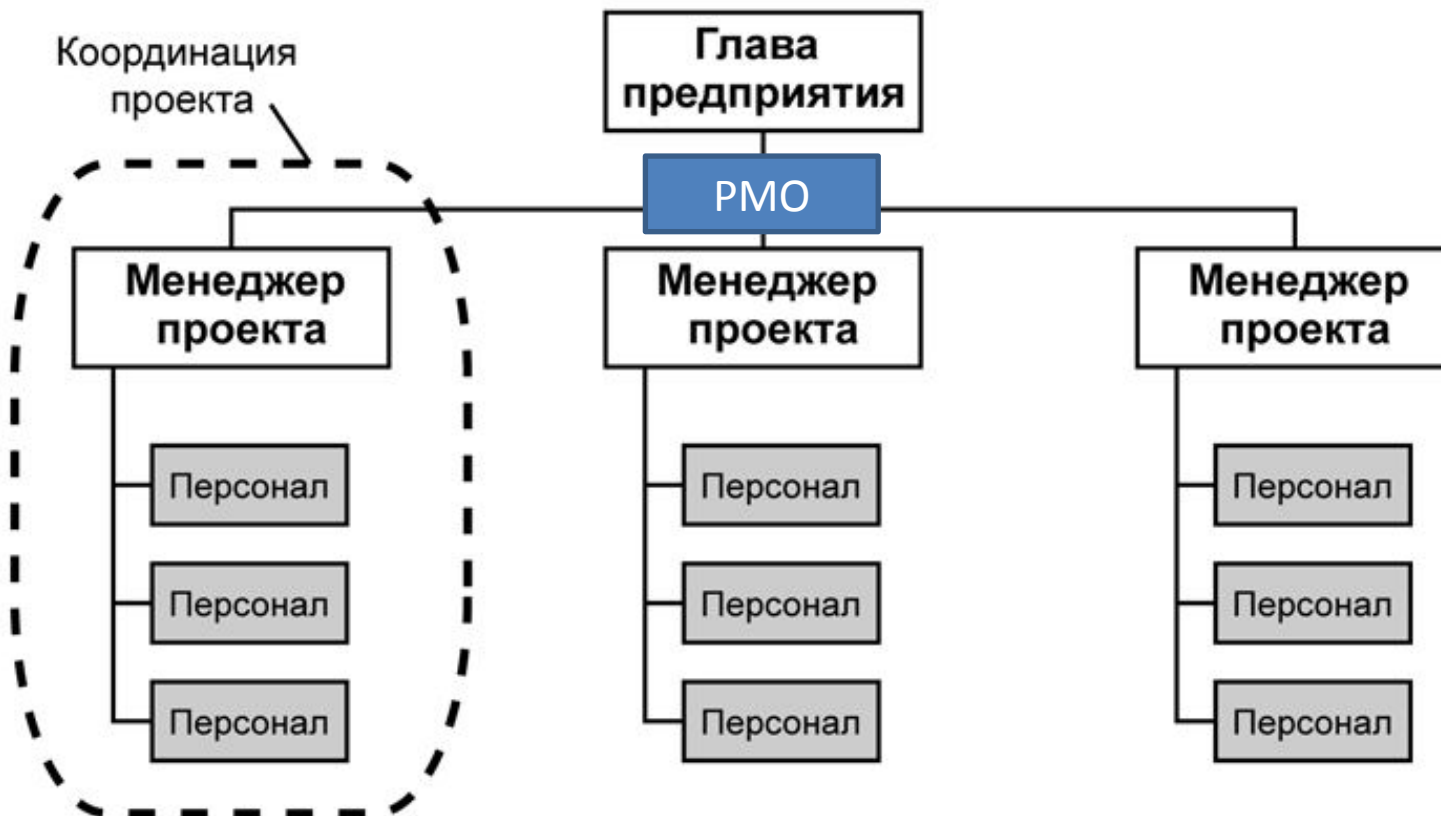 Координация
проекта
Глава
предприятия
PMO
Менеджер
проекта
Менеджер
проекта
Менеджер
проекта
Персонал
Персонал
Персонал
Персонал
Персонал
Персонал
Персонал
Персонал
Персонал